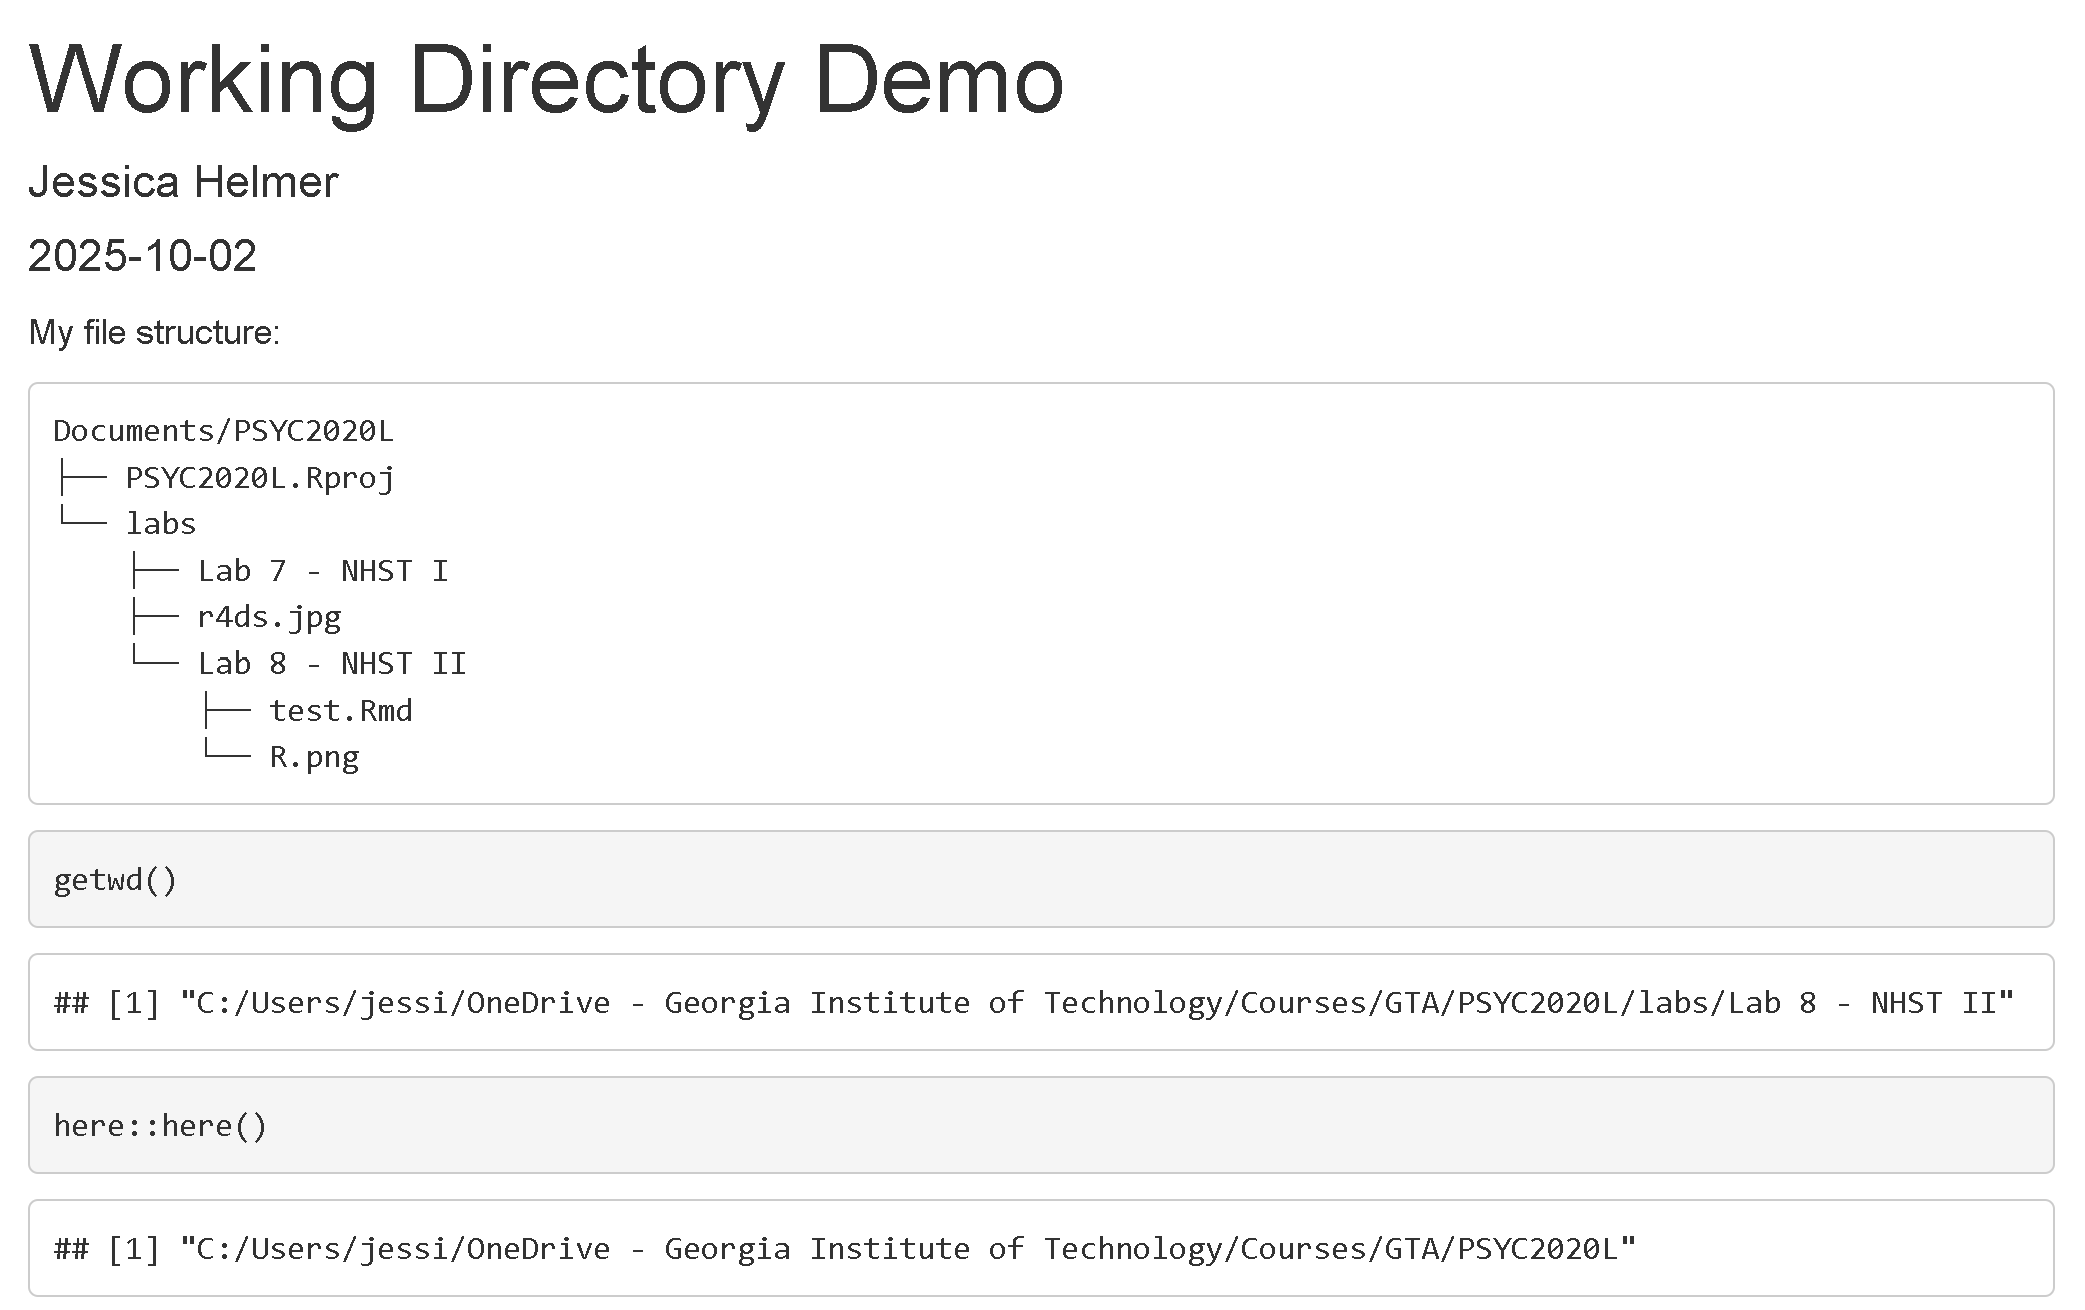 Working Directory Demo
Jessica Helmer
2025-10-02
My file structure:
Documents/PSYC2020L
├── PSYC2020L.Rproj
└── labs
    ├── Lab 7 - NHST I
    ├── r4ds.jpg
    └── Lab 8 - NHST II
        ├── test.Rmd
        └── R.png
getwd()
## [1] "C:/Users/jessi/OneDrive - Georgia Institute of Technology/Courses/GTA/PSYC2020L/labs/Lab 8 - NHST II"
here::here()
## [1] "C:/Users/jessi/OneDrive - Georgia Institute of Technology/Courses/GTA/PSYC2020L"